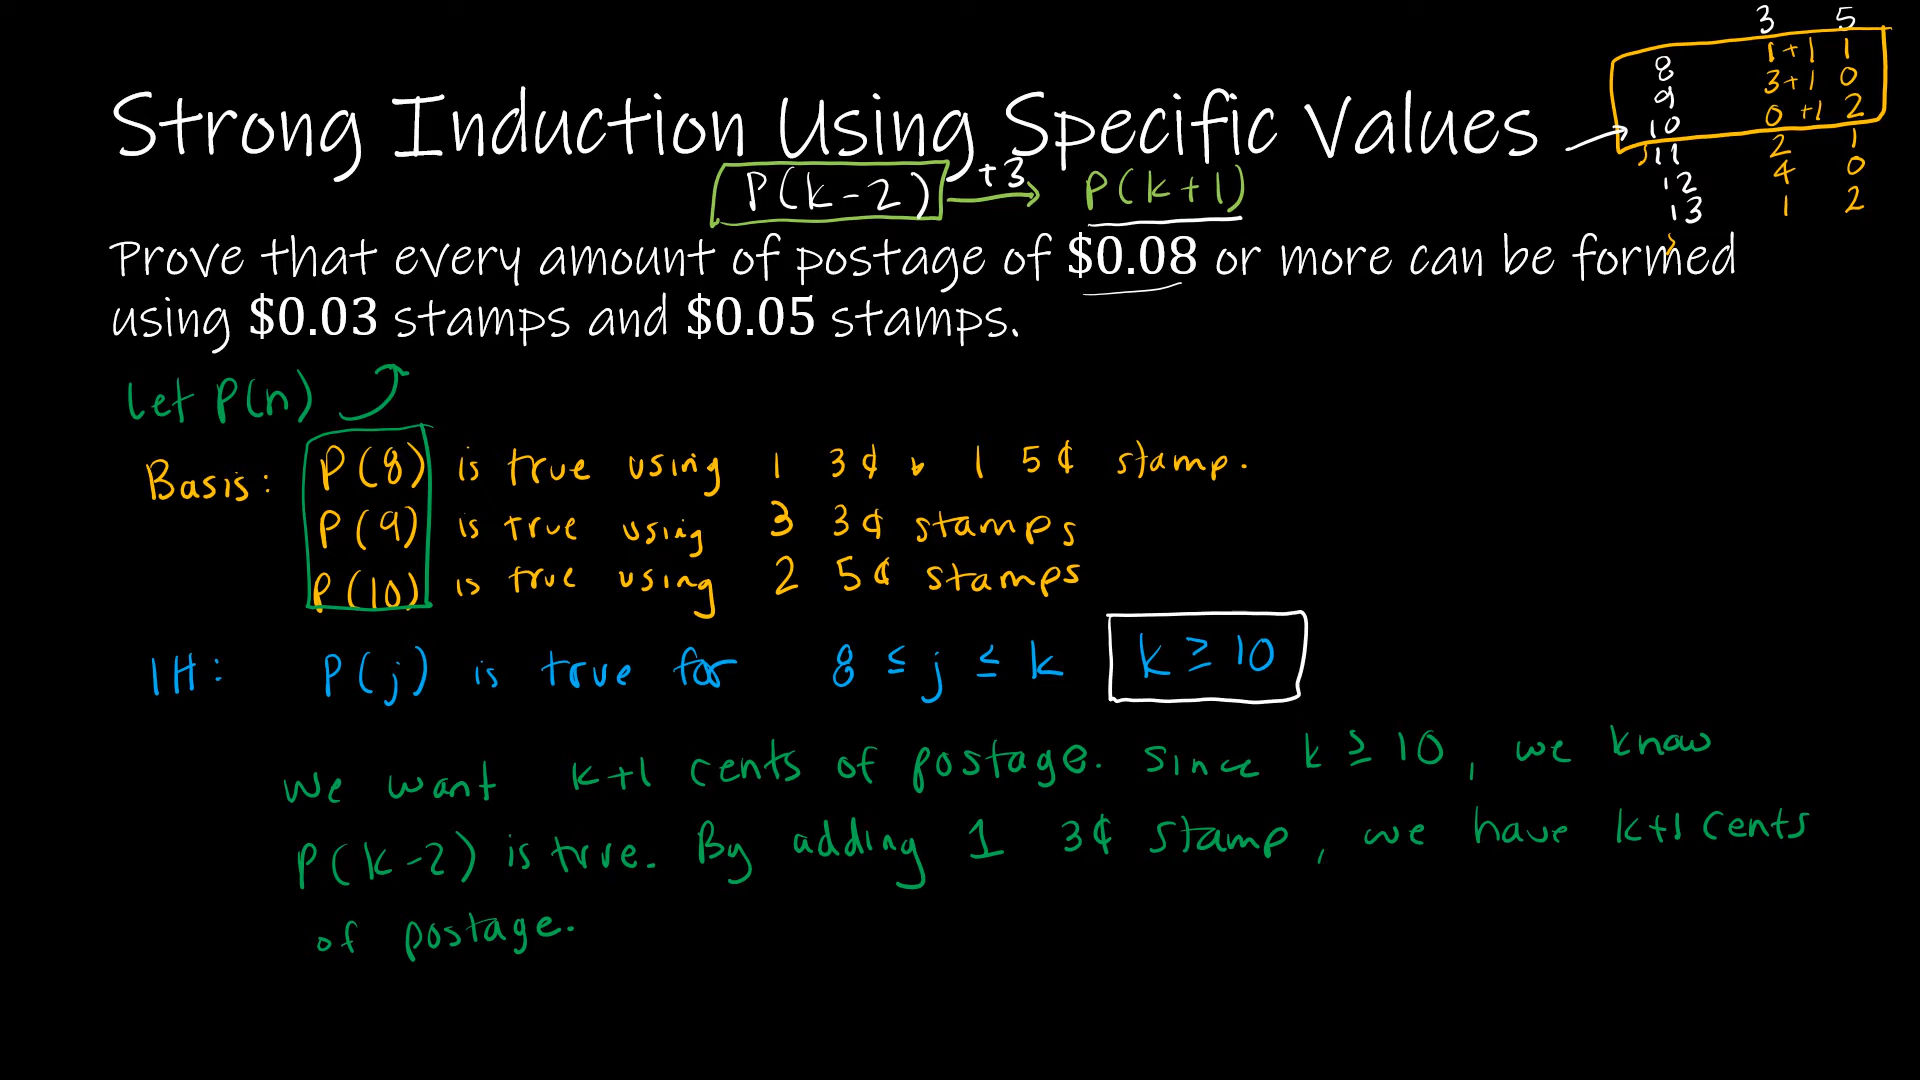 3 5
8 1+1 1
9 3+1 0
10 0+1 2
11 2 1
12 4 0
13 1 2
Strong Induction Using Specific Values
P(k-2) +3 P(k+1)
Prove that every amount of postage of $0.08 or more can be formed
using $0.03 stamps and $0.05 stamps.
Let P(n)
Basis: P(8) is true using 1 3¢ & 1 5¢ stamp.
P(9) is true using 3 3¢ stamps
P(10) is true using 2 5¢ stamps
IH: P(j) is true for 8 ≤ j ≤ k k ≥ 10
We want k+1 cents of postage. Since k ≥ 10, we know
P(k-2) is true. By adding 1 3¢ stamp, we have k+1 cents
of postage.